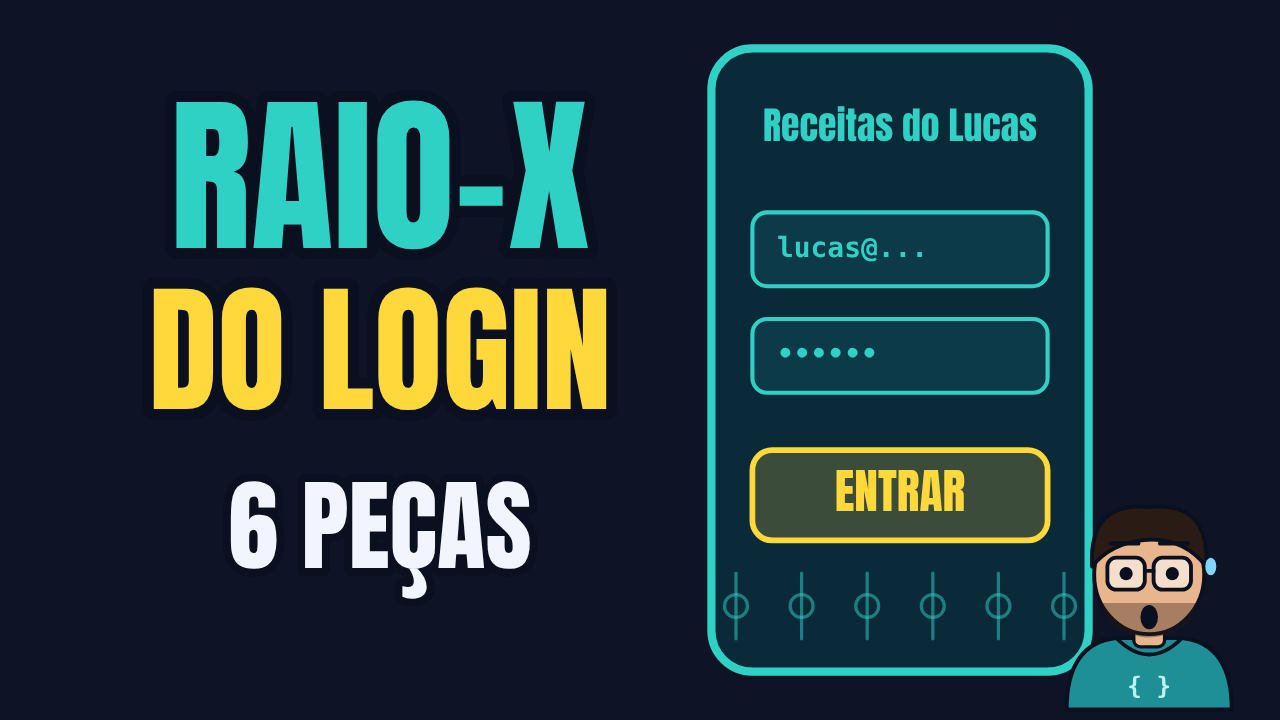 RAIO-X
DO LOGIN
6 PEÇAS
Receitas do Lucas
lucas@...
••••••
ENTRAR
{ }